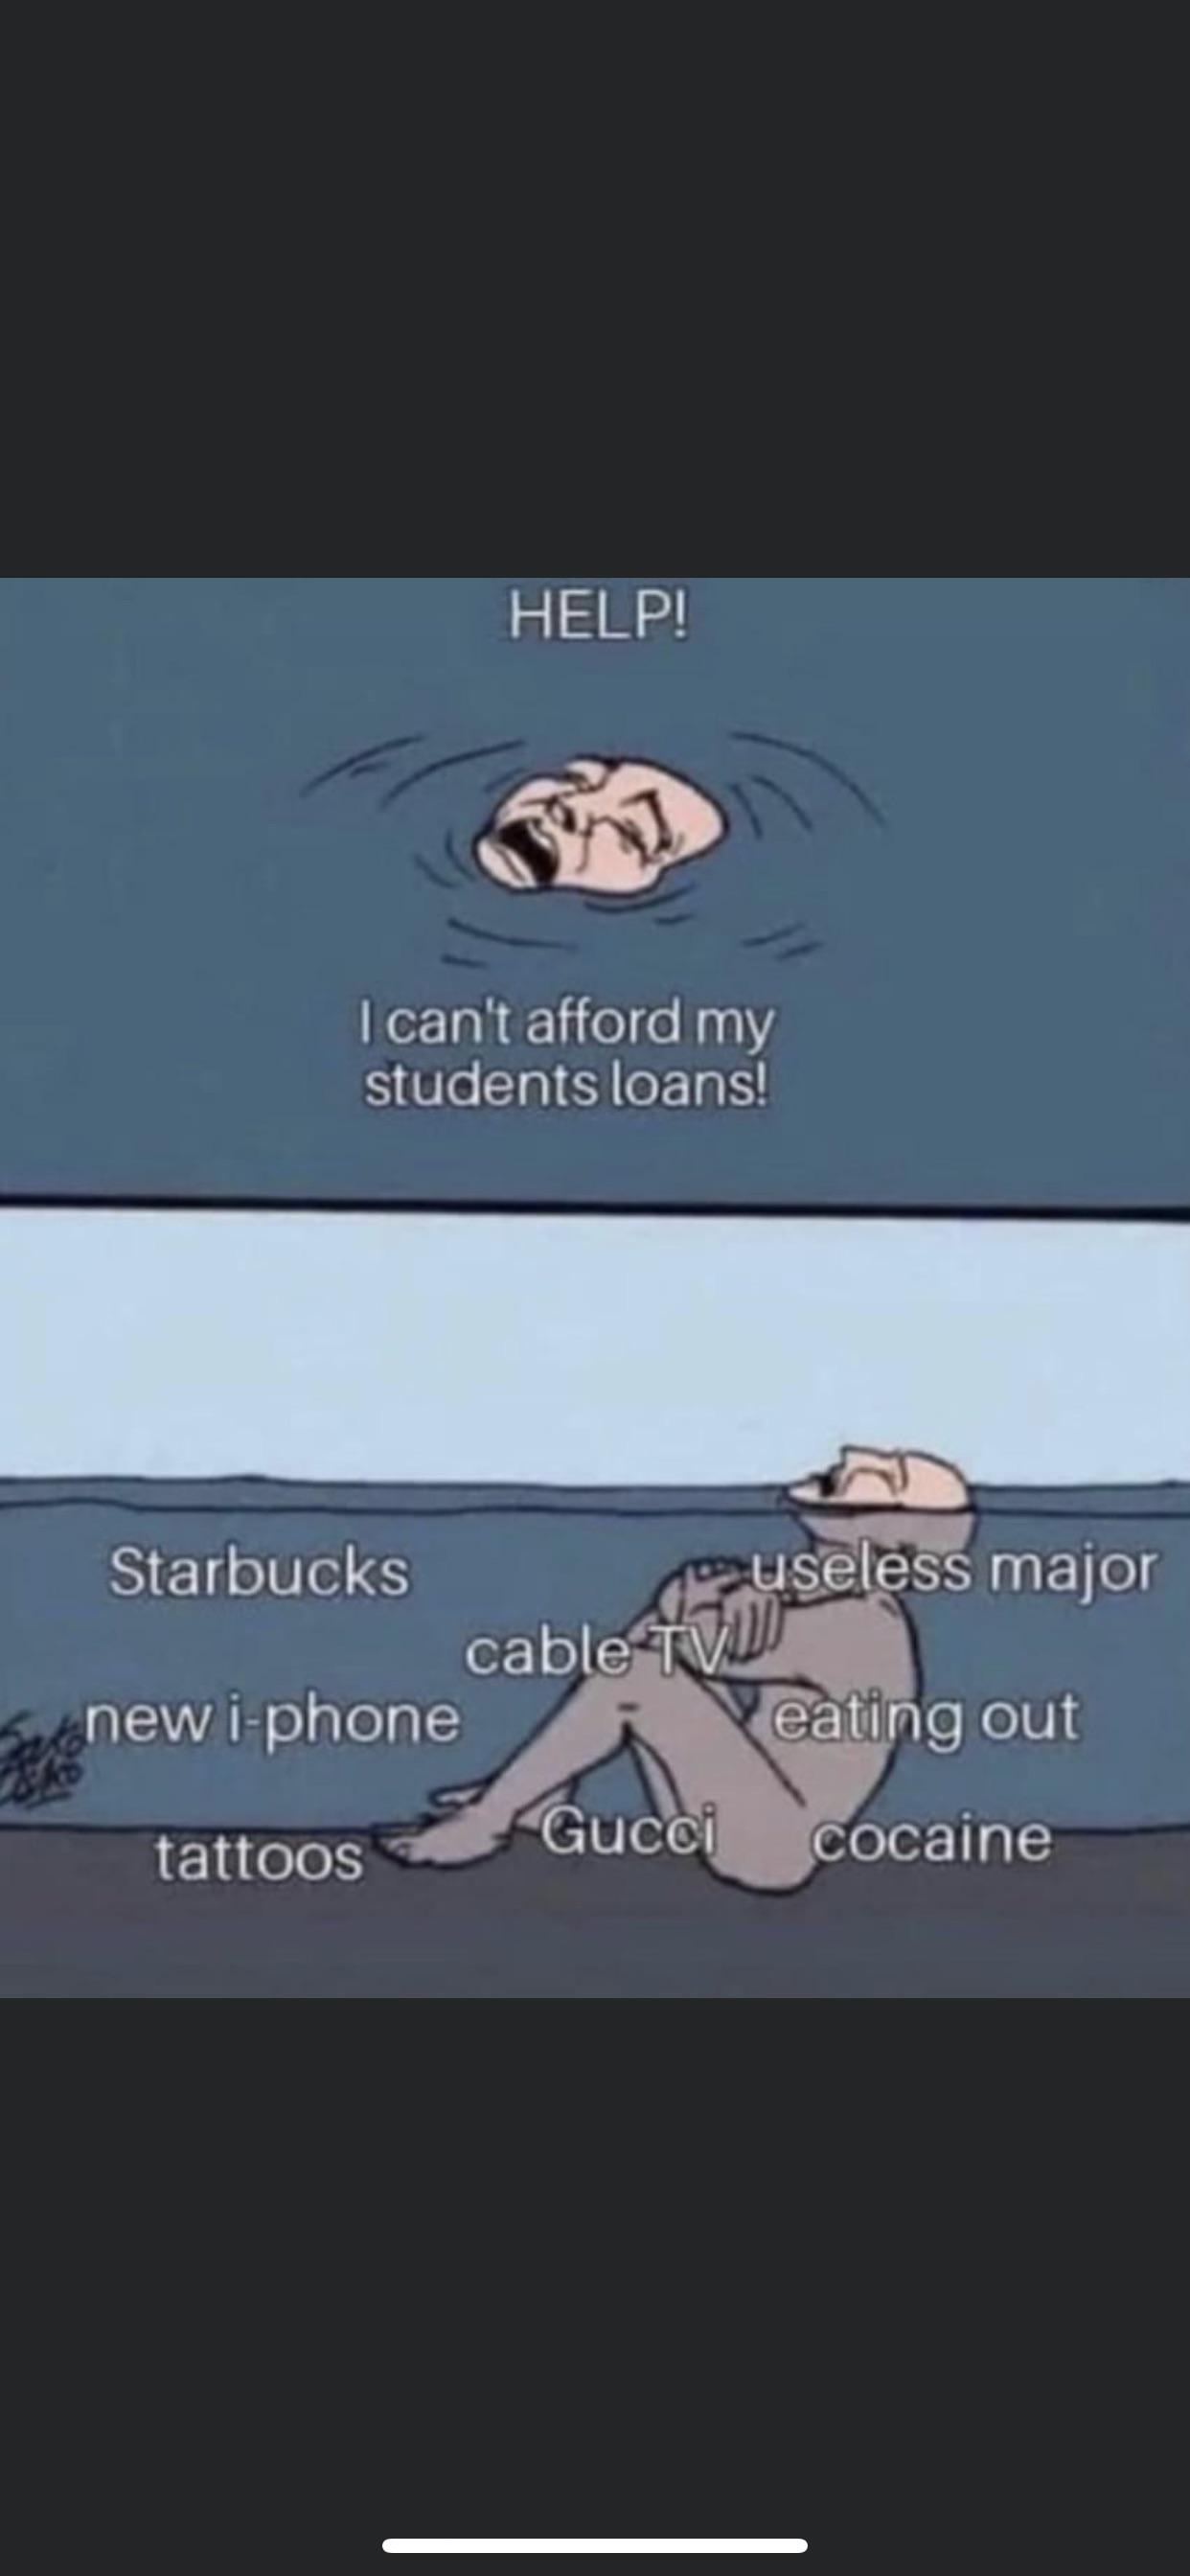 HELP!
I can't afford my
students loans!
Starbucks
useless major
cable TV
new i-phone
eating out
Gucci
cocaine
tattoos